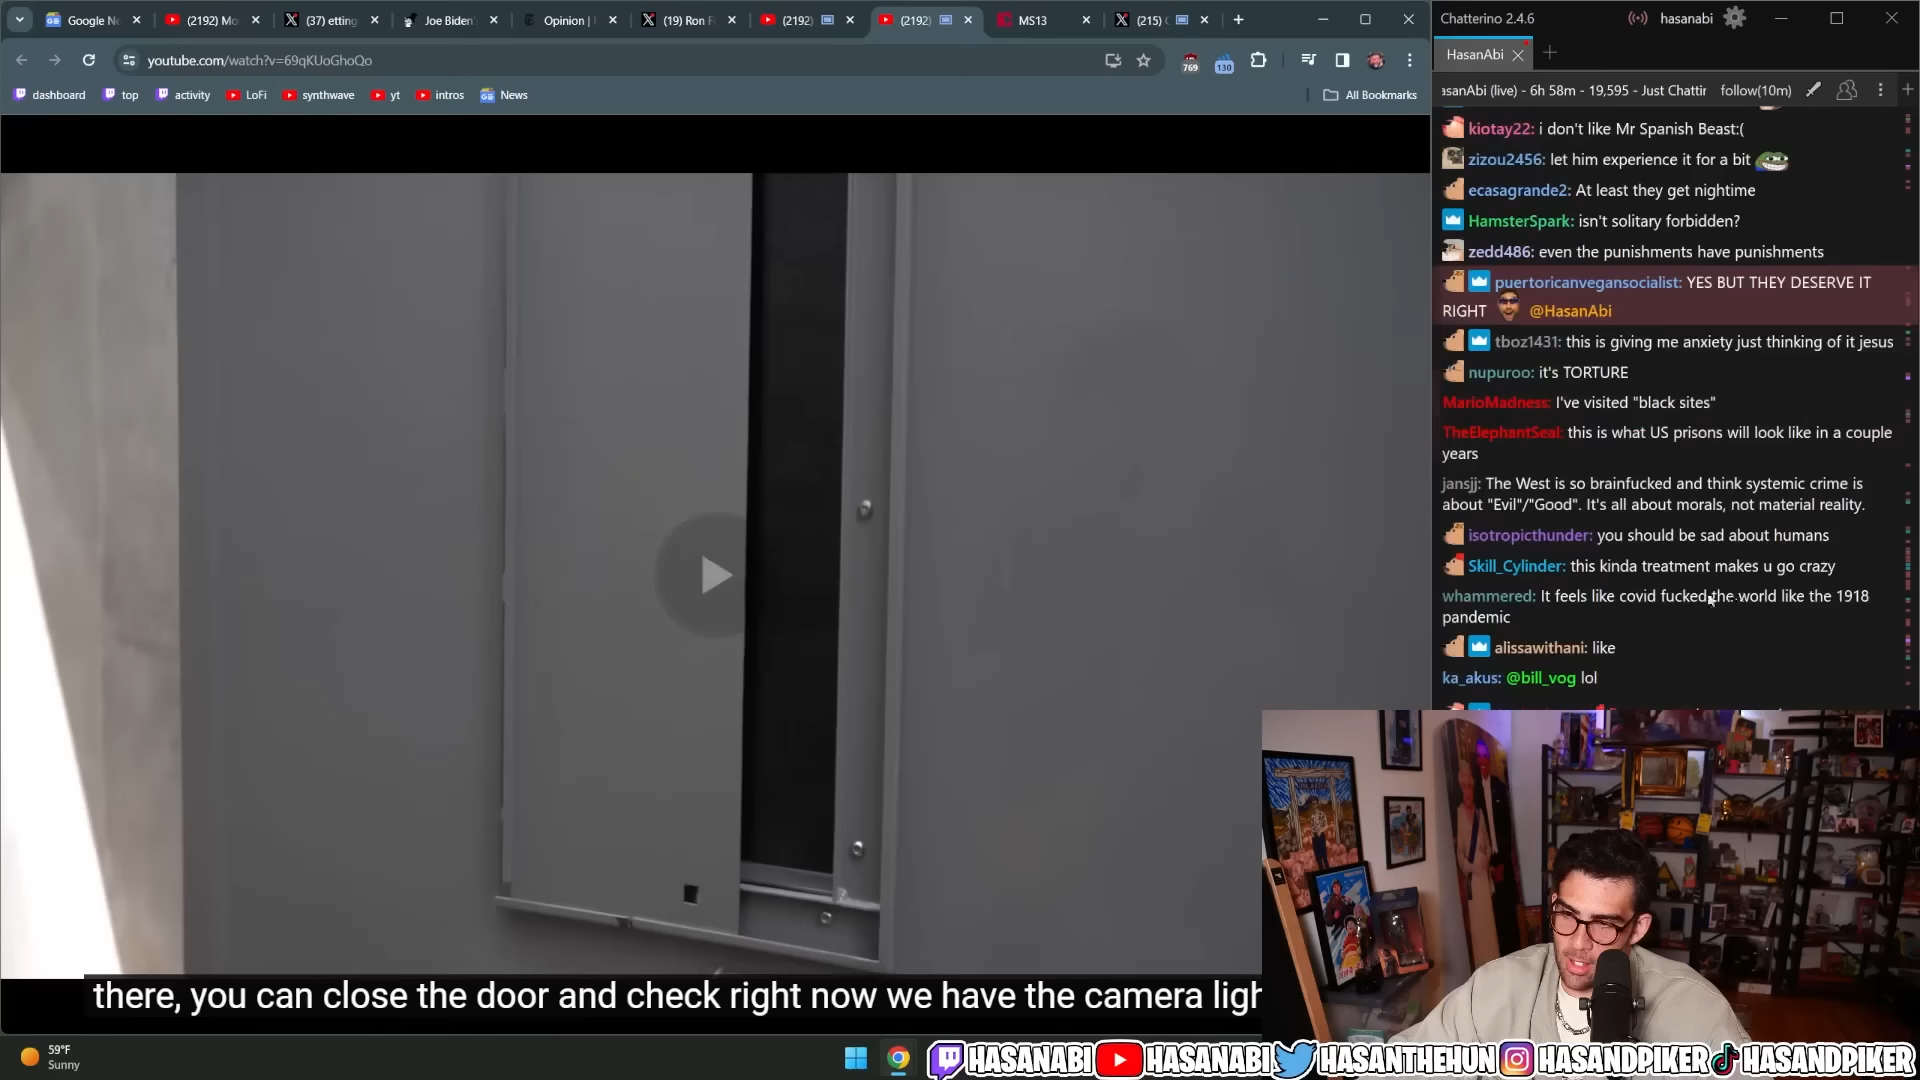 Google Ne
(2192) Mo
(37) etting
Joe Biden'
Opinion |
(19) Ron F
(2192)
(2192)
MS13
(215)
youtube.com/watch?v=69qKUoGhoQo
769
130
dashboard
top
activity
LoFi
synthwave
yt
intros
News
All Bookmarks
there, you can close the door and check right now we have the camera ligh
Chatterino 2.4.6
hasanabi
HasanAbi
asanAbi (live) - 6h 58m - 19,595 - Just Chattir
follow(10m)
kiotay22: i don't like Mr Spanish Beast:(
zizou2456: let him experience it for a bit
ecasagrande2: At least they get nightime
HamsterSpark: isn't solitary forbidden?
zedd486: even the punishments have punishments
puertoricanvegansocialist: YES BUT THEY DESERVE IT
RIGHT @HasanAbi
tboz1431: this is giving me anxiety just thinking of it jesus
nupuroo: it's TORTURE
MarioMadness: I've visited "black sites"
TheElephantSeal: this is what US prisons will look like in a couple
years
jansjj: The West is so brainfucked and think systemic crime is
about "Evil"/"Good". It's all about morals, not material reality.
isotropicthunder: you should be sad about humans
Skill_Cylinder: this kinda treatment makes u go crazy
whammered: It feels like covid fucked the world like the 1918
pandemic
alissawithani: like
ka_akus: @bill_vog lol
59°F
Sunny
HASANABI
HASANABI
HASANTHEHUN
HASANDPIKER
HASANDPIKER